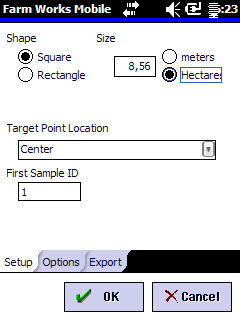 Farm Works Mobile :23
Shape Size
Square
Rectangle
8,56
meters
Hectares
Target Point Location
Center
First Sample ID
1
Setup Options Export
OK Cancel